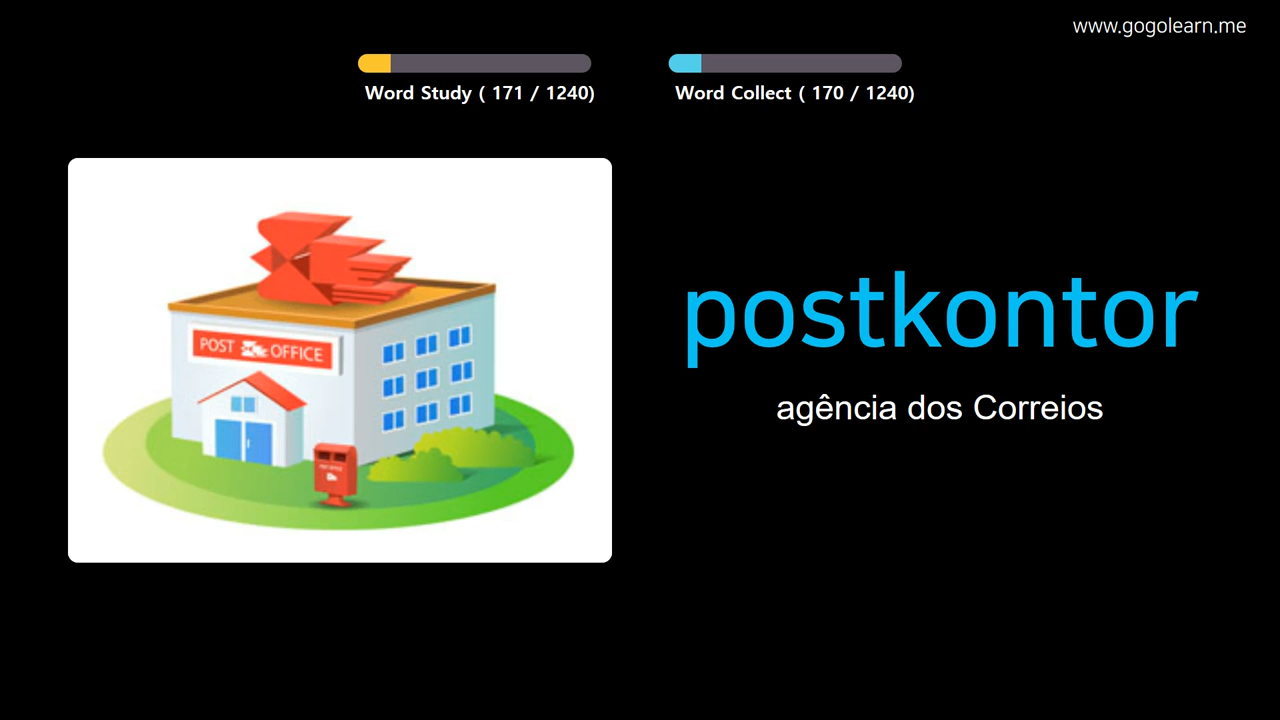 www.gogolearn.me
Word Study ( 171 / 1240)
Word Collect ( 170 / 1240)
POST OFFICE
postkontor
agência dos Correios